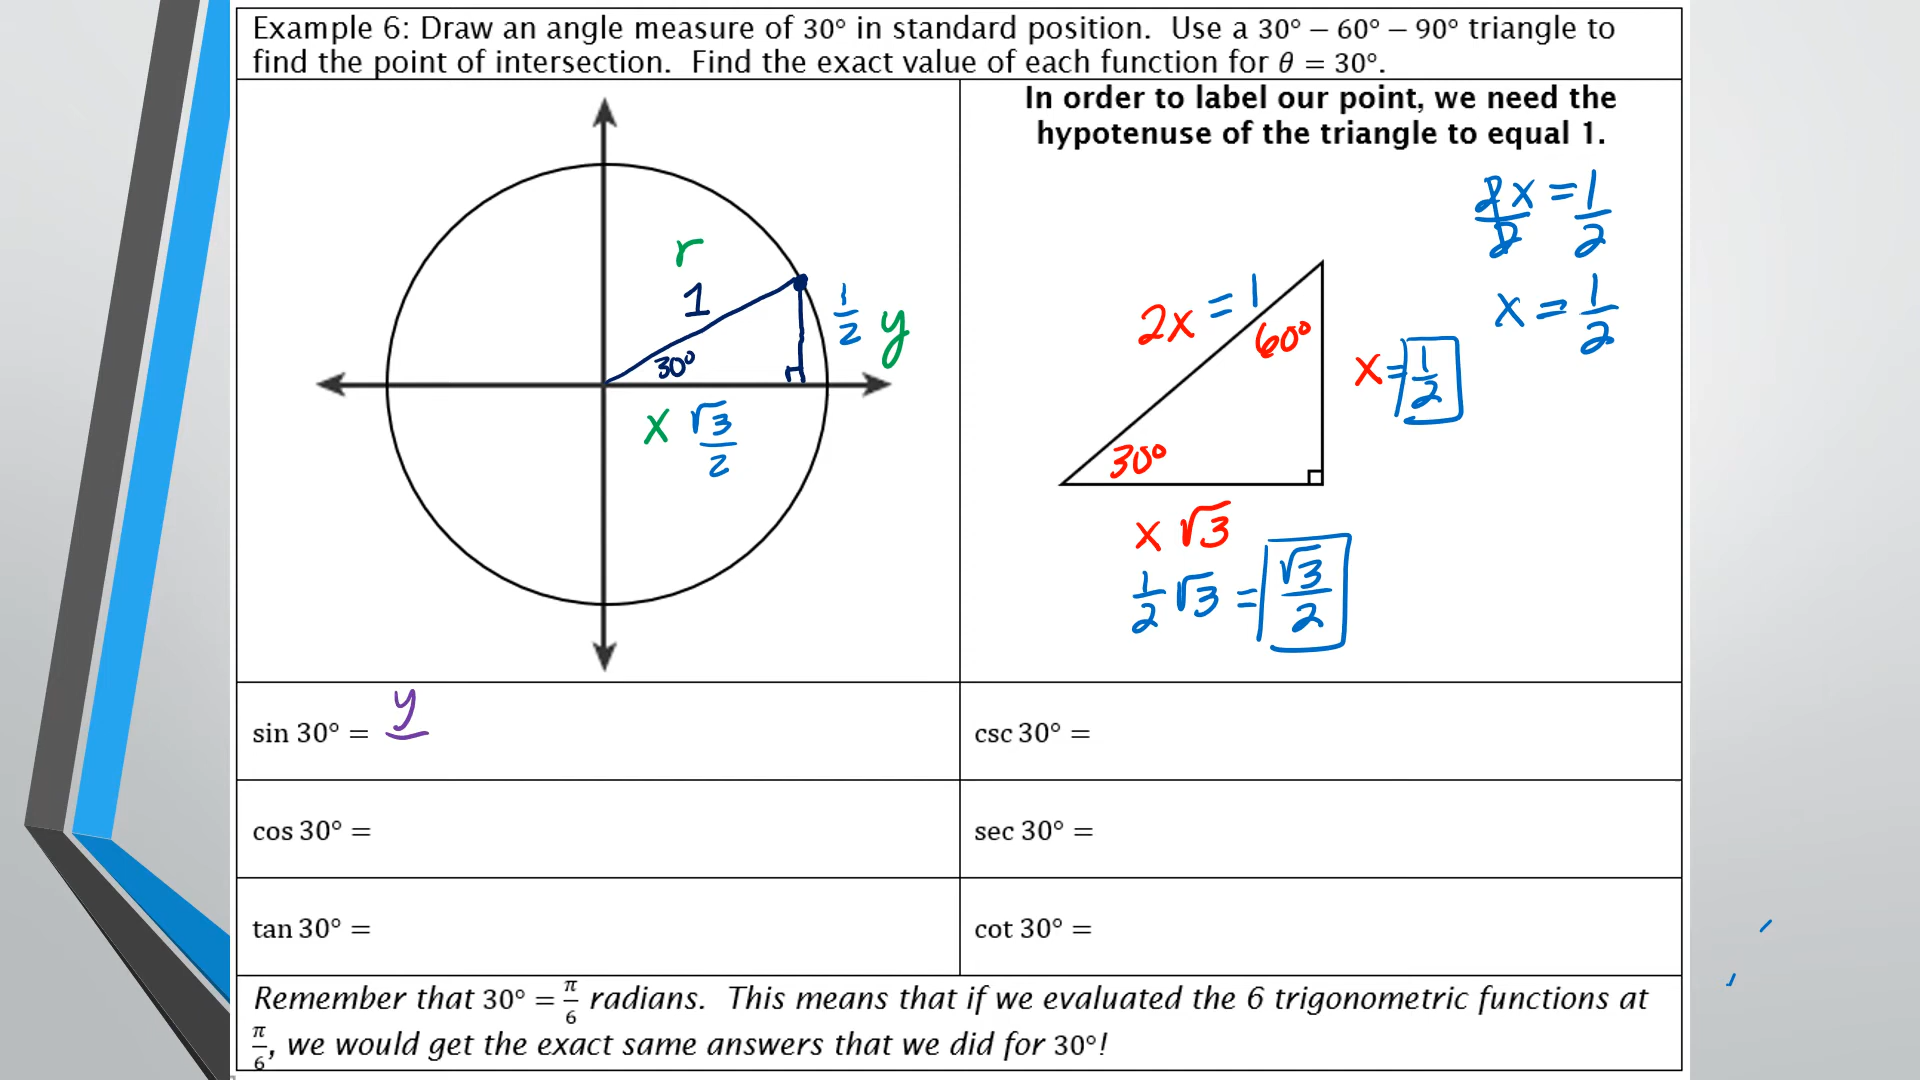 Example 6: Draw an angle measure of 30° in standard position. Use a 30° – 60° – 90° triangle to
find the point of intersection. Find the exact value of each function for θ = 30°.
r
1
30°
1/2 y
x √3/2
In order to label our point, we need the
hypotenuse of the triangle to equal 1.
2x/2 = 1/2
x = 1/2
2x = 1
60°
x = 1/2
30°
x √3
1/2 √3 = √3/2
sin 30° = y
csc 30° =
cos 30° =
sec 30° =
tan 30° =
cot 30° =
Remember that 30° = π/6 radians. This means that if we evaluated the 6 trigonometric functions at
π/6, we would get the exact same answers that we did for 30°!